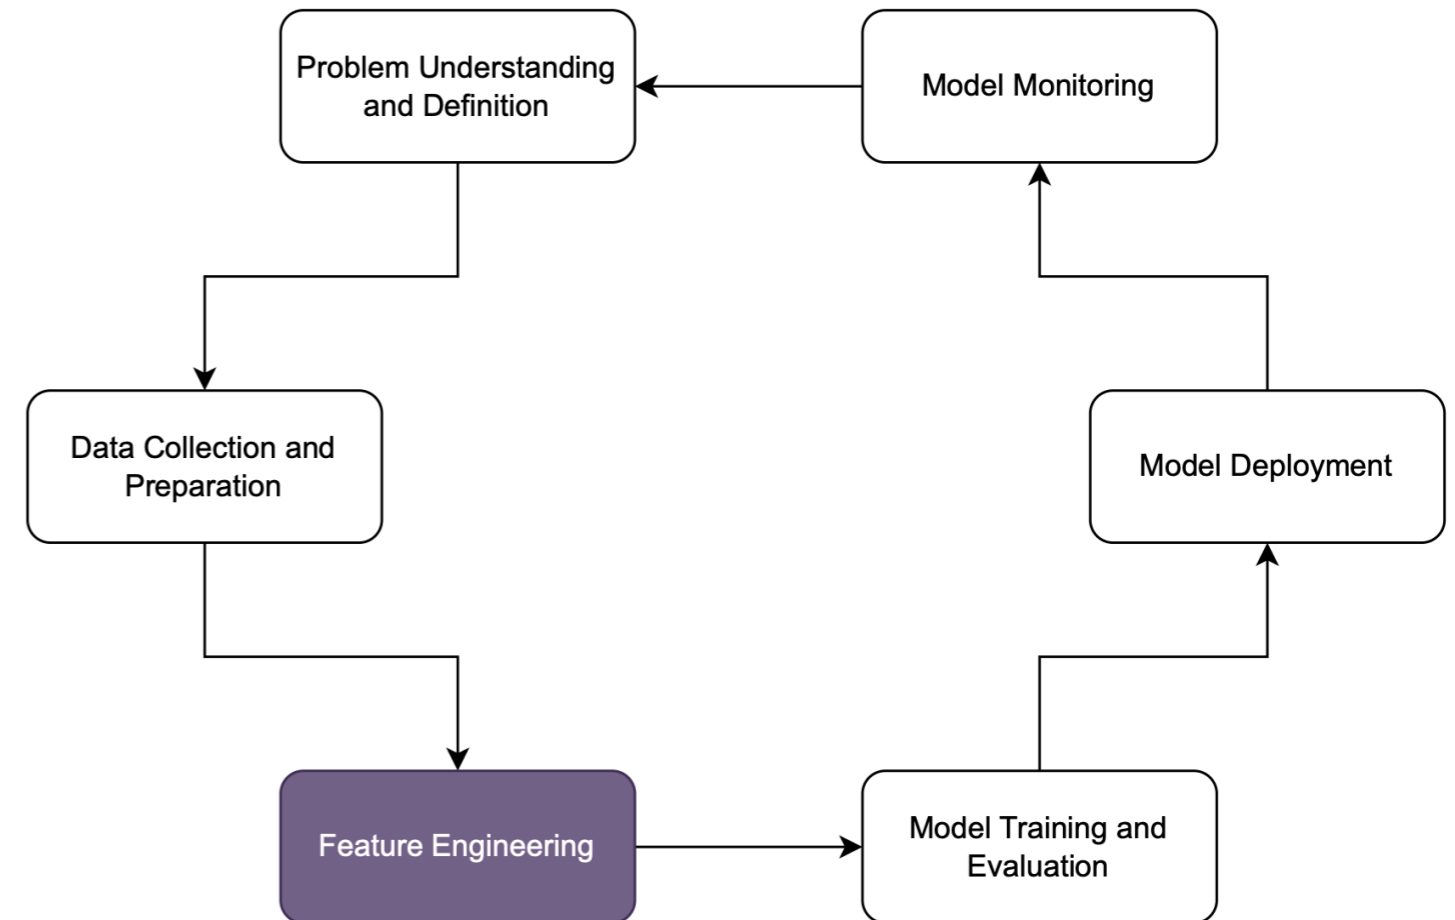 Problem Understanding
and Definition
Model Monitoring
Data Collection and
Preparation
Model Deployment
Feature Engineering
Model Training and
Evaluation